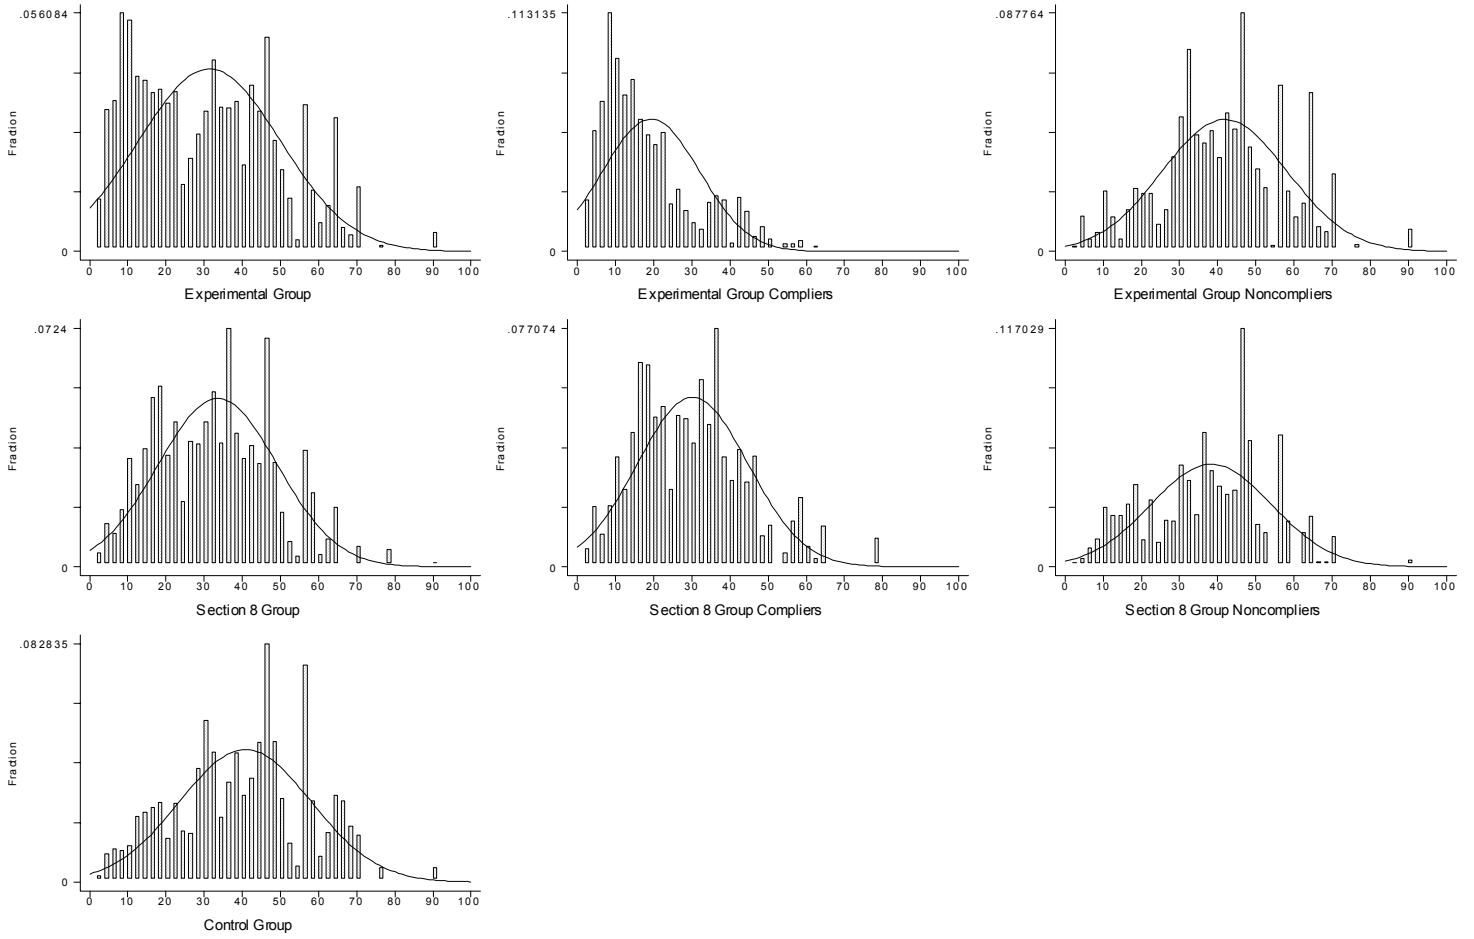 .056084
Fraction
0
0 10 20 30 40 50 60 70 80 90 100
Experimental Group
.113135
Fraction
0
0 10 20 30 40 50 60 70 80 90 100
Experimental Group Compliers
.087764
Fraction
0
0 10 20 30 40 50 60 70 80 90 100
Experimental Group Noncompliers
.0724
Fraction
0
0 10 20 30 40 50 60 70 80 90 100
Section 8 Group
.077074
Fraction
0
0 10 20 30 40 50 60 70 80 90 100
Section 8 Group Compliers
.117029
Fraction
0
0 10 20 30 40 50 60 70 80 90 100
Section 8 Group Noncompliers
.082835
Fraction
0
0 10 20 30 40 50 60 70 80 90 100
Control Group